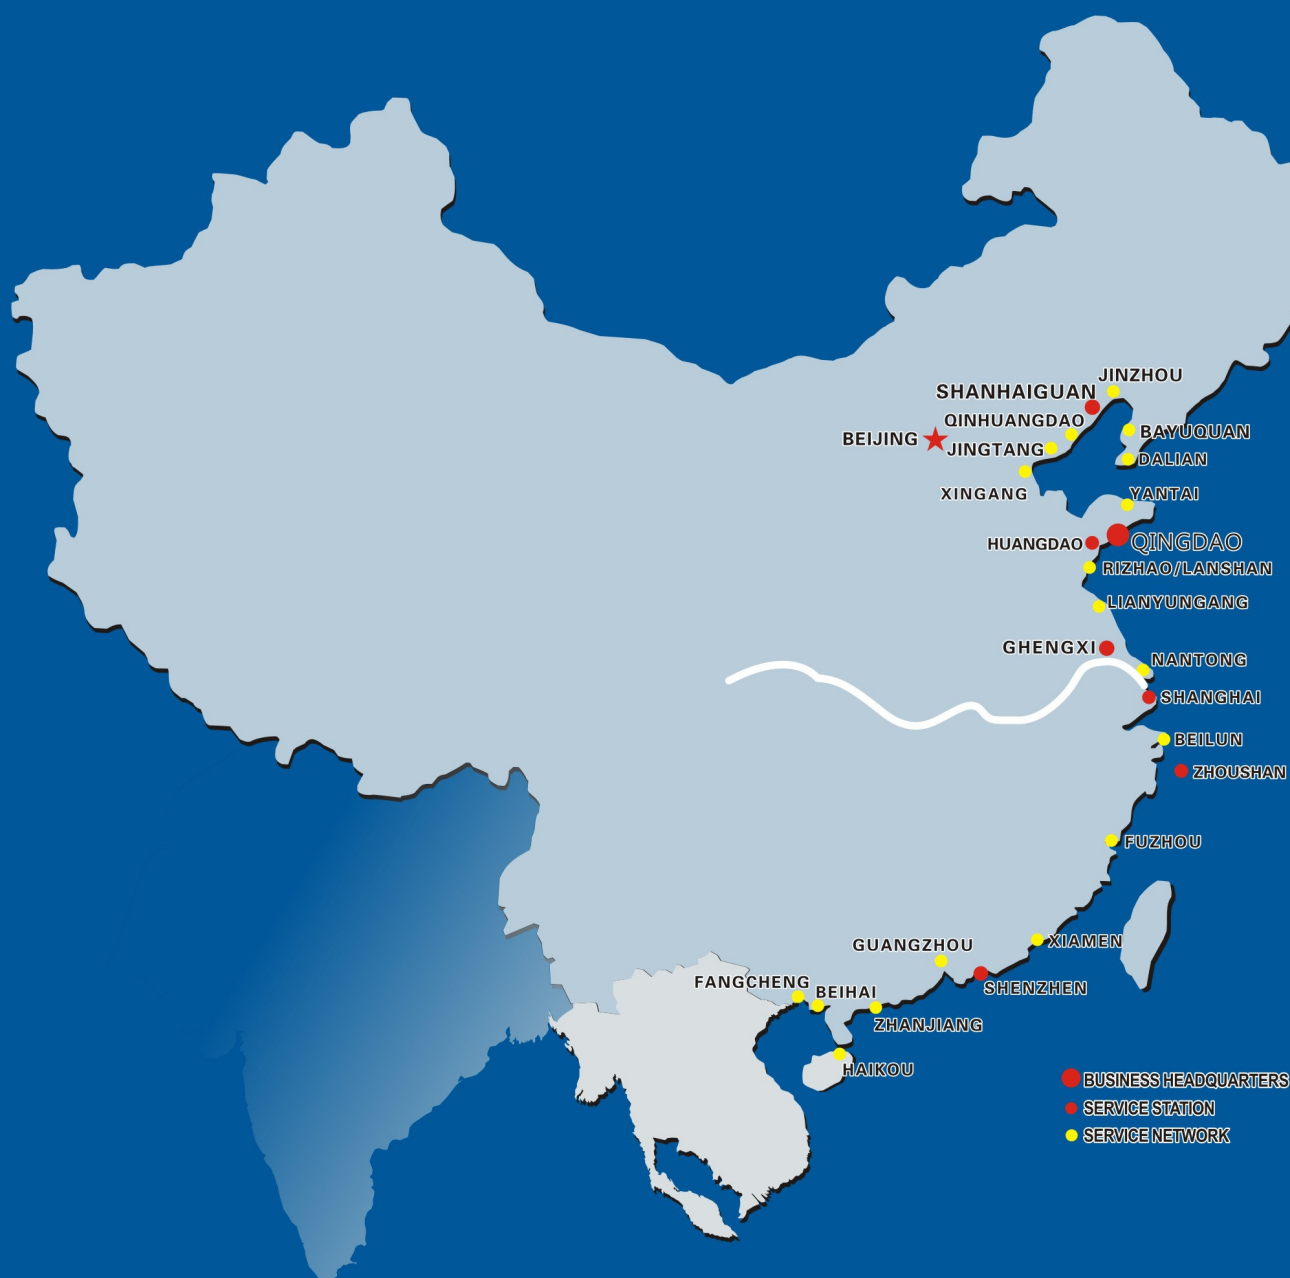 JINZHOU
SHANHAIGUAN
QINHUANGDAO
BEIJING
BAYUQUAN
JINGTANG
DALIAN
XINGANG
YANTAI
HUANGDAO
QINGDAO
RIZHAO/LANSHAN
LIANYUNGANG
GHENGXI
NANTONG
SHANGHAI
BEILUN
ZHOUSHAN
FUZHOU
XIAMEN
GUANGZHOU
FANGCHENG
BEIHAI
SHENZHEN
ZHANJIANG
HAIKOU
BUSINESS HEADQUARTERS
SERVICE STATION
SERVICE NETWORK